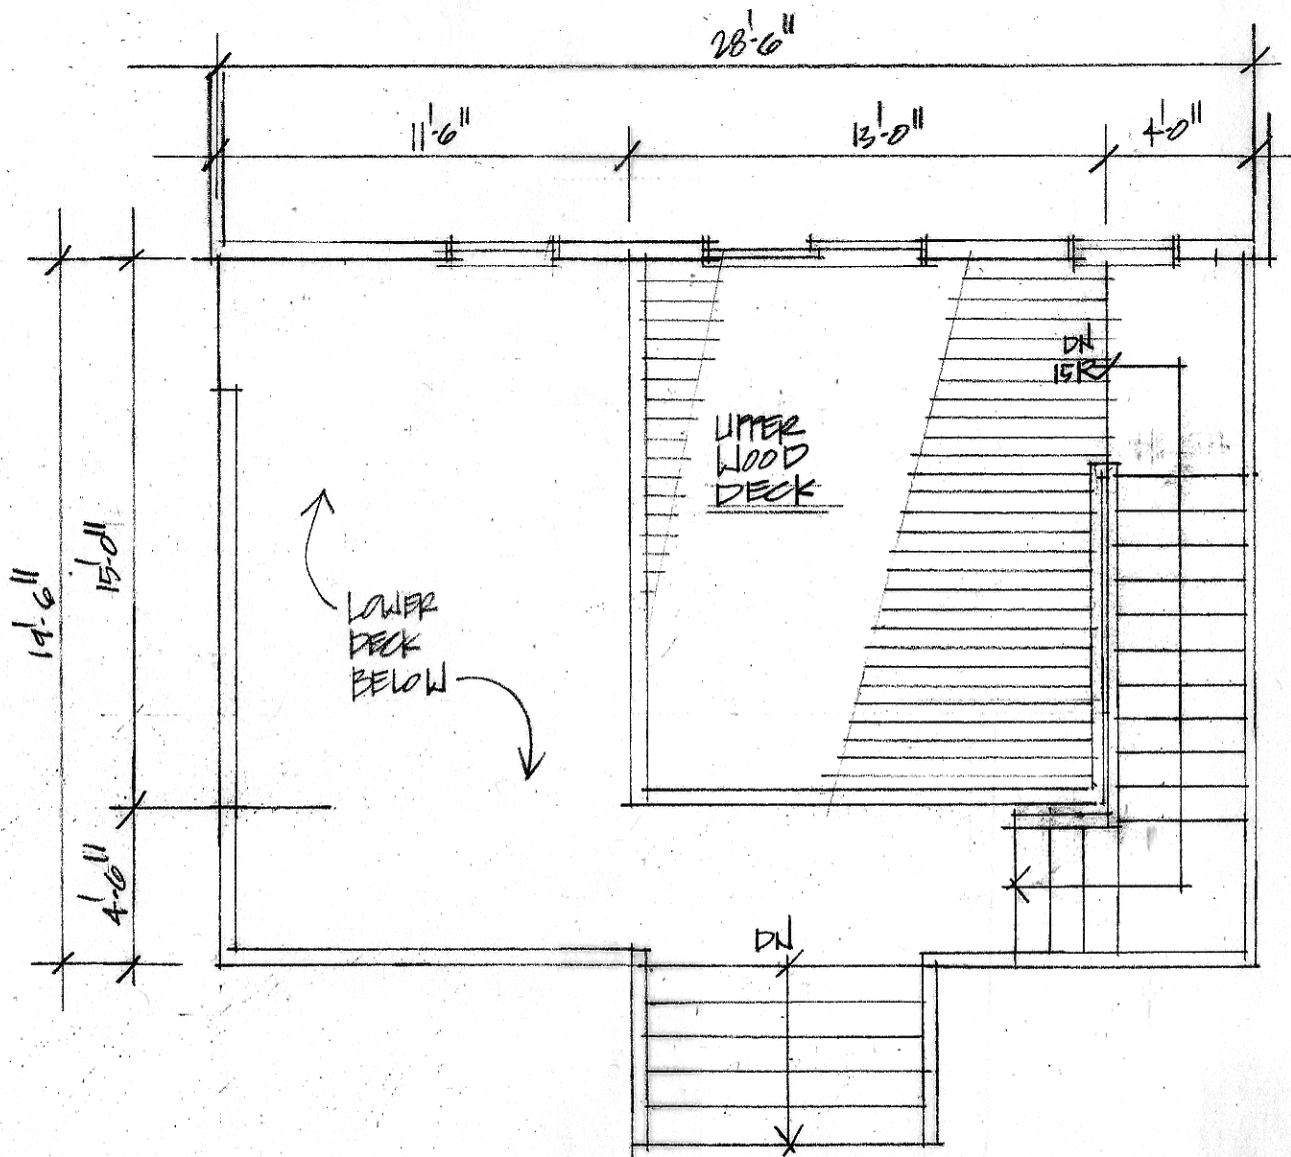 28'-6"
11'-6"
13'-0"
4'-0"
DN
15R
UPPER
WOOD
DECK
19'-6"
15'-0"
LOWER
DECK
BELOW
4'-6"
DN